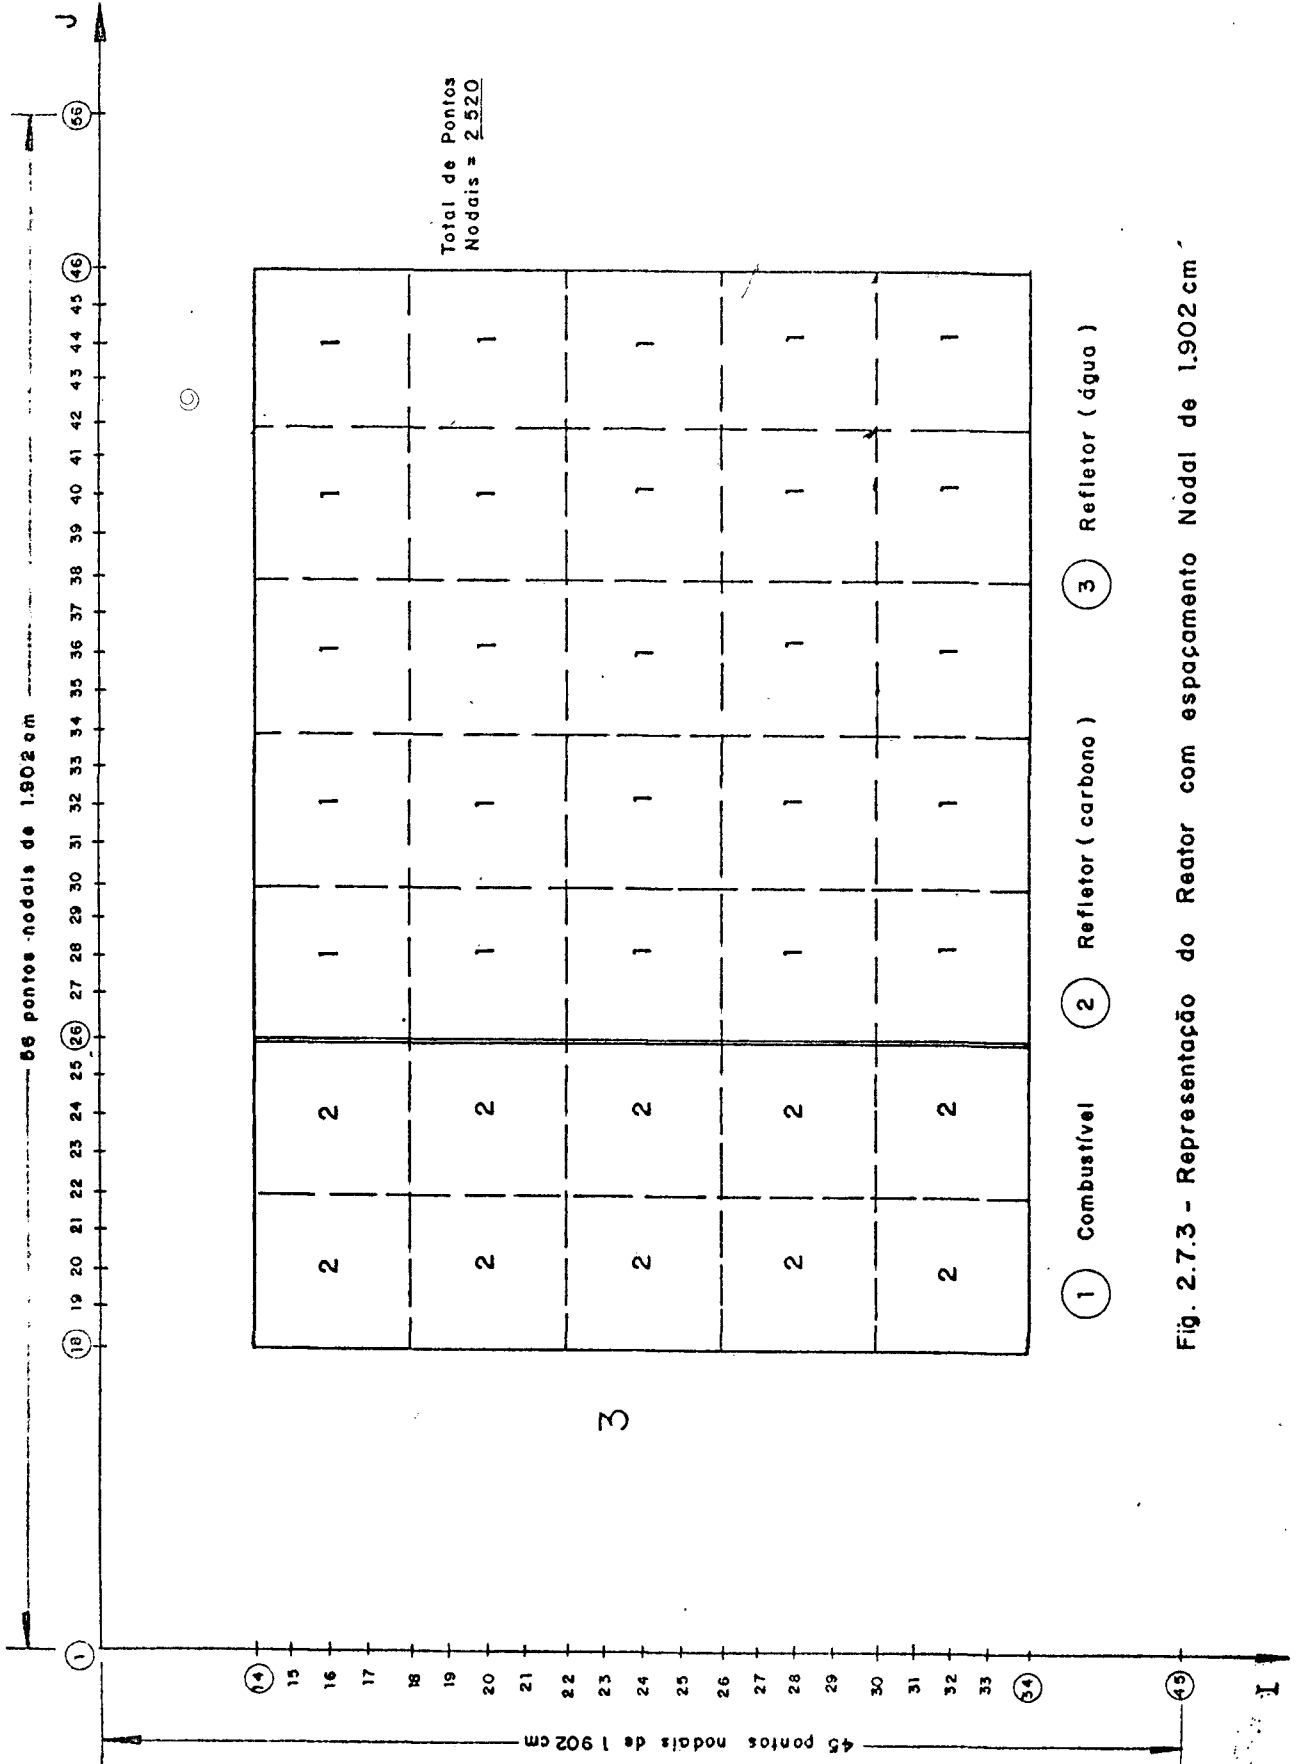 56 pontos nodais de 1.902 cm
J
1 18 19 20 21 22 23 24 25 26 27 28 29 30 31 32 33 34 35 36 37 38 39 40 41 42 43 44 45 46 56
Total de Pontos
Nodais = 2 520
45 pontos nodais de 1 902 cm
14
15
16 2 2 1 1 1 1 1
17
18
19
20 2 2 1 1 1 1 1
21
22
23
24 2 2 1 1 1 1 1
25
26
27
28 2 2 1 1 1 1 1
29
30
31
32 2 2 1 1 1 1 1
33
34
45
I
3
1 Combustível 2 Refletor ( carbono ) 3 Refletor ( água )
Fig. 2.7.3 - Representação do Reator com espaçamento Nodal de 1.902 cm